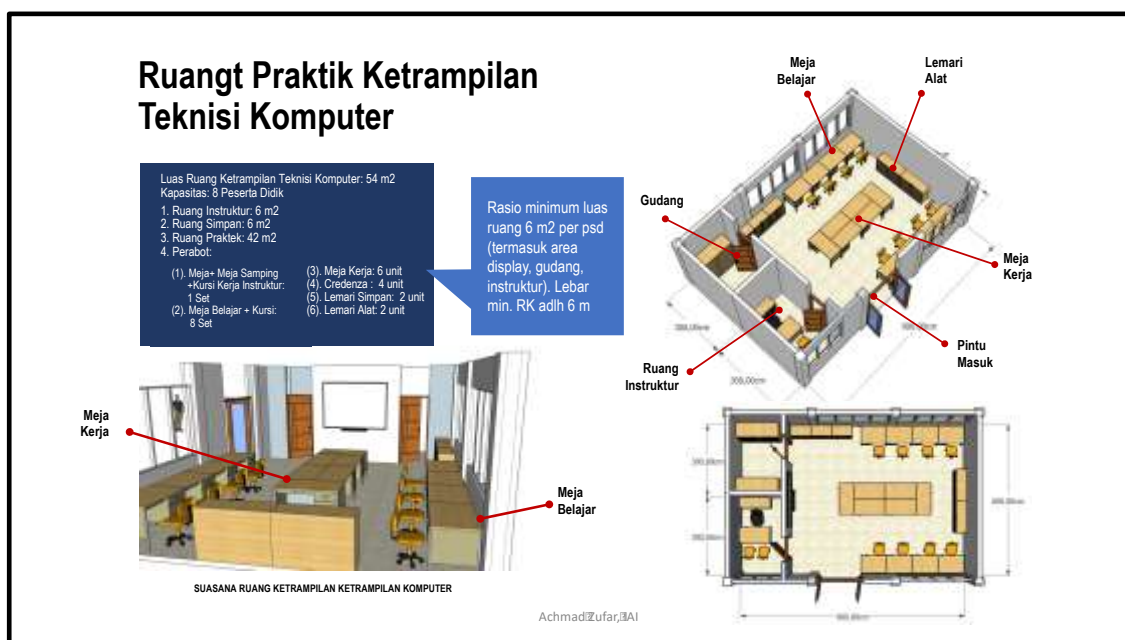 Ruangt Praktik Ketrampilan
Teknisi Komputer
Luas Ruang Ketrampilan Teknisi Komputer: 54 m2
Kapasitas: 8 Peserta Didik
1. Ruang Instruktur: 6 m2
2. Ruang Simpan: 6 m2
3. Ruang Praktek: 42 m2
4. Perabot:
(1). Meja+ Meja Samping
+Kursi Kerja Instruktur:
1 Set
(2). Meja Belajar + Kursi:
8 Set
(3). Meja Kerja: 6 unit
(4). Credenza : 4 unit
(5). Lemari Simpan: 2 unit
(6). Lemari Alat: 2 unit
Rasio minimum luas
ruang 6 m2 per psd
(termasuk area
display, gudang,
instruktur). Lebar
min. RK adlh 6 m
Meja
Belajar
Lemari
Alat
Gudang
Meja
Kerja
Pintu
Masuk
Ruang
Instruktur
Meja
Kerja
Meja
Belajar
SUASANA RUANG KETRAMPILAN KETRAMPILAN KOMPUTER